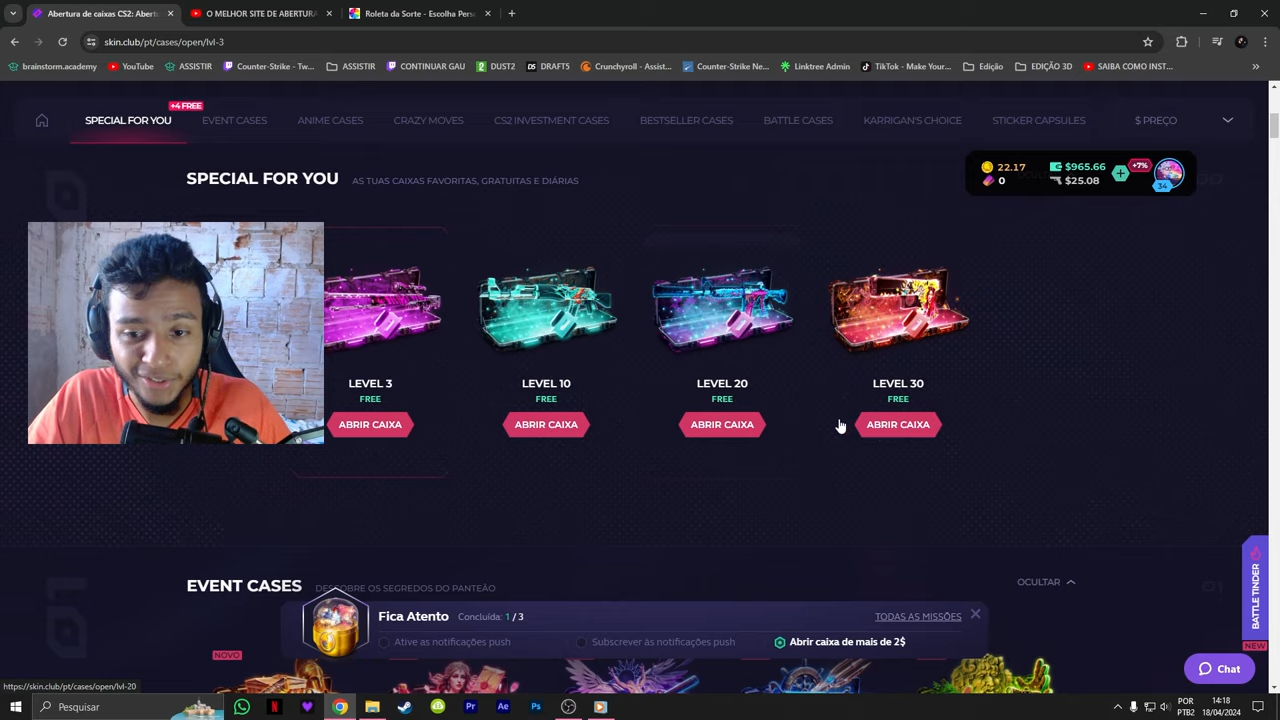 Abertura de caixas CS2: Abert
O MELHOR SITE DE ABERTURA
Roleta da Sorte - Escolha Pers
skin.club/pt/cases/open/lvl-3
brainstorm.academy
YouTube
ASSISTIR
Counter-Strike - Tw...
ASSISTIR
CONTINUAR GAU
DUST2
DRAFT5
Crunchyroll - Assist...
Counter-Strike Ne...
Linktree Admin
TikTok - Make Your...
Edição
EDIÇÃO 3D
SAIBA COMO INST...
+4 FREE
SPECIAL FOR YOU
EVENT CASES
ANIME CASES
CRAZY MOVES
CS2 INVESTMENT CASES
BESTSELLER CASES
BATTLE CASES
KARRIGAN'S CHOICE
STICKER CAPSULES
$ PREÇO
SPECIAL FOR YOU
AS TUAS CAIXAS FAVORITAS, GRATUITAS E DIÁRIAS
22.17
$965.66
+7%
0
$25.08
34
LEVEL 3
LEVEL 10
LEVEL 20
LEVEL 30
FREE
FREE
FREE
FREE
ABRIR CAIXA
ABRIR CAIXA
ABRIR CAIXA
ABRIR CAIXA
EVENT CASES
DESCOBRE OS SEGREDOS DO PANTEÃO
OCULTAR
BATTLE TINDER
NEW
Fica Atento
Concluída: 1 / 3
TODAS AS MISSÕES
Ative as notificações push
Subscrever às notificações push
Abrir caixa de mais de 2$
NOVO
Chat
https://skin.club/pt/cases/open/lvl-20
Pesquisar
Pr
Ae
Ps
POR
PTB2
14:18
18/04/2024